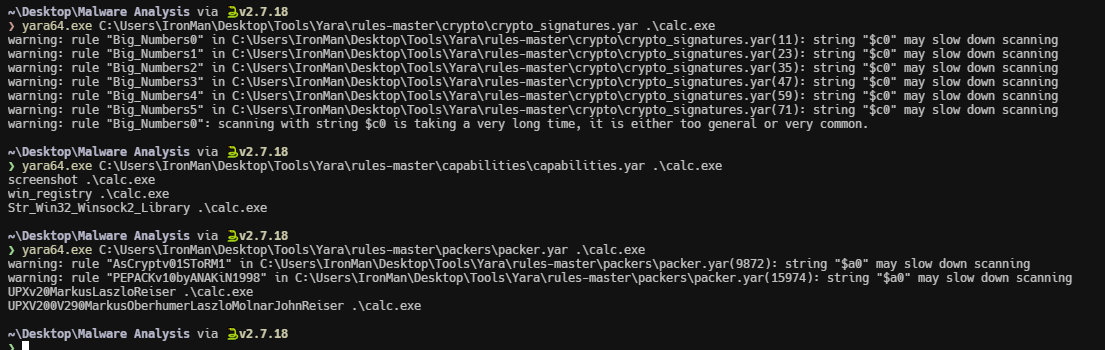 ~\Desktop\Malware Analysis via v2.7.18
❯ yara64.exe C:\Users\IronMan\Desktop\Tools\Yara\rules-master\crypto\crypto_signatures.yar .\calc.exe
warning: rule "Big_Numbers0" in C:\Users\IronMan\Desktop\Tools\Yara\rules-master\crypto\crypto_signatures.yar(11): string "$c0" may slow down scanning
warning: rule "Big_Numbers1" in C:\Users\IronMan\Desktop\Tools\Yara\rules-master\crypto\crypto_signatures.yar(23): string "$c0" may slow down scanning
warning: rule "Big_Numbers2" in C:\Users\IronMan\Desktop\Tools\Yara\rules-master\crypto\crypto_signatures.yar(35): string "$c0" may slow down scanning
warning: rule "Big_Numbers3" in C:\Users\IronMan\Desktop\Tools\Yara\rules-master\crypto\crypto_signatures.yar(47): string "$c0" may slow down scanning
warning: rule "Big_Numbers4" in C:\Users\IronMan\Desktop\Tools\Yara\rules-master\crypto\crypto_signatures.yar(59): string "$c0" may slow down scanning
warning: rule "Big_Numbers5" in C:\Users\IronMan\Desktop\Tools\Yara\rules-master\crypto\crypto_signatures.yar(71): string "$c0" may slow down scanning
warning: rule "Big_Numbers0": scanning with string $c0 is taking a very long time, it is either too general or very common.
~\Desktop\Malware Analysis via v2.7.18
❯ yara64.exe C:\Users\IronMan\Desktop\Tools\Yara\rules-master\capabilities\capabilities.yar .\calc.exe
screenshot .\calc.exe
win_registry .\calc.exe
Str_Win32_Winsock2_Library .\calc.exe
~\Desktop\Malware Analysis via v2.7.18
❯ yara64.exe C:\Users\IronMan\Desktop\Tools\Yara\rules-master\packers\packer.yar .\calc.exe
warning: rule "AsCryptv01SToRM1" in C:\Users\IronMan\Desktop\Tools\Yara\rules-master\packers\packer.yar(9872): string "$a0" may slow down scanning
warning: rule "PEPACKv10byANAKiN1998" in C:\Users\IronMan\Desktop\Tools\Yara\rules-master\packers\packer.yar(15974): string "$a0" may slow down scanning
UPXv20MarkusLaszloReiser .\calc.exe
UPXV200V290MarkusOberhumerLaszloMolnarJohnReiser .\calc.exe
~\Desktop\Malware Analysis via v2.7.18
❯